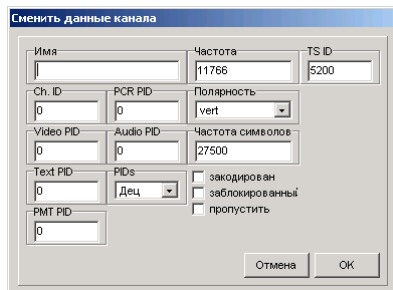 Сменить данные канала
Имя Частота TS ID
11766 5200
Ch. ID PCR PID Полярность
0 0 vert
Video PID Audio PID Частота символов
0 0 27500
Text PID PIDs закодирован
0 Дец заблокированный
PMT PID пропустить
0
Отмена OK